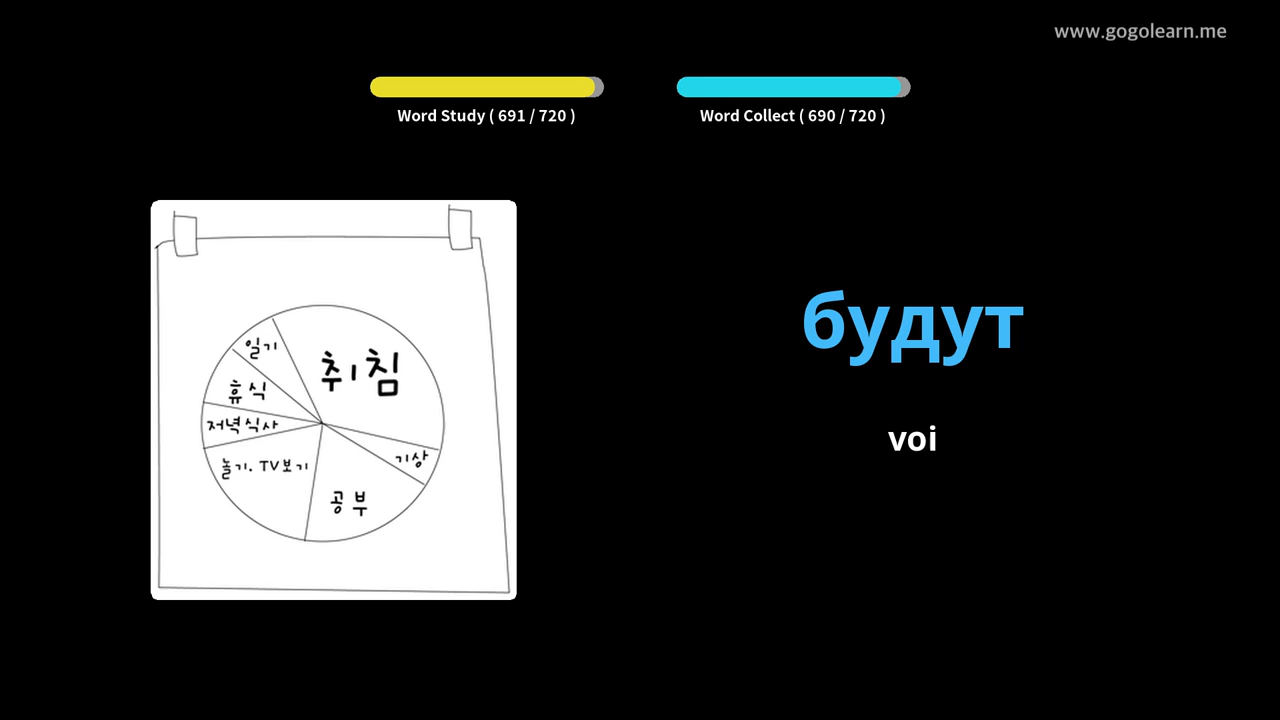 www.gogolearn.me
Word Study ( 691 / 720 )
Word Collect ( 690 / 720 )
일기
취침
휴식
저녁식사
놀기. TV보기
기상
공부
будут
voi